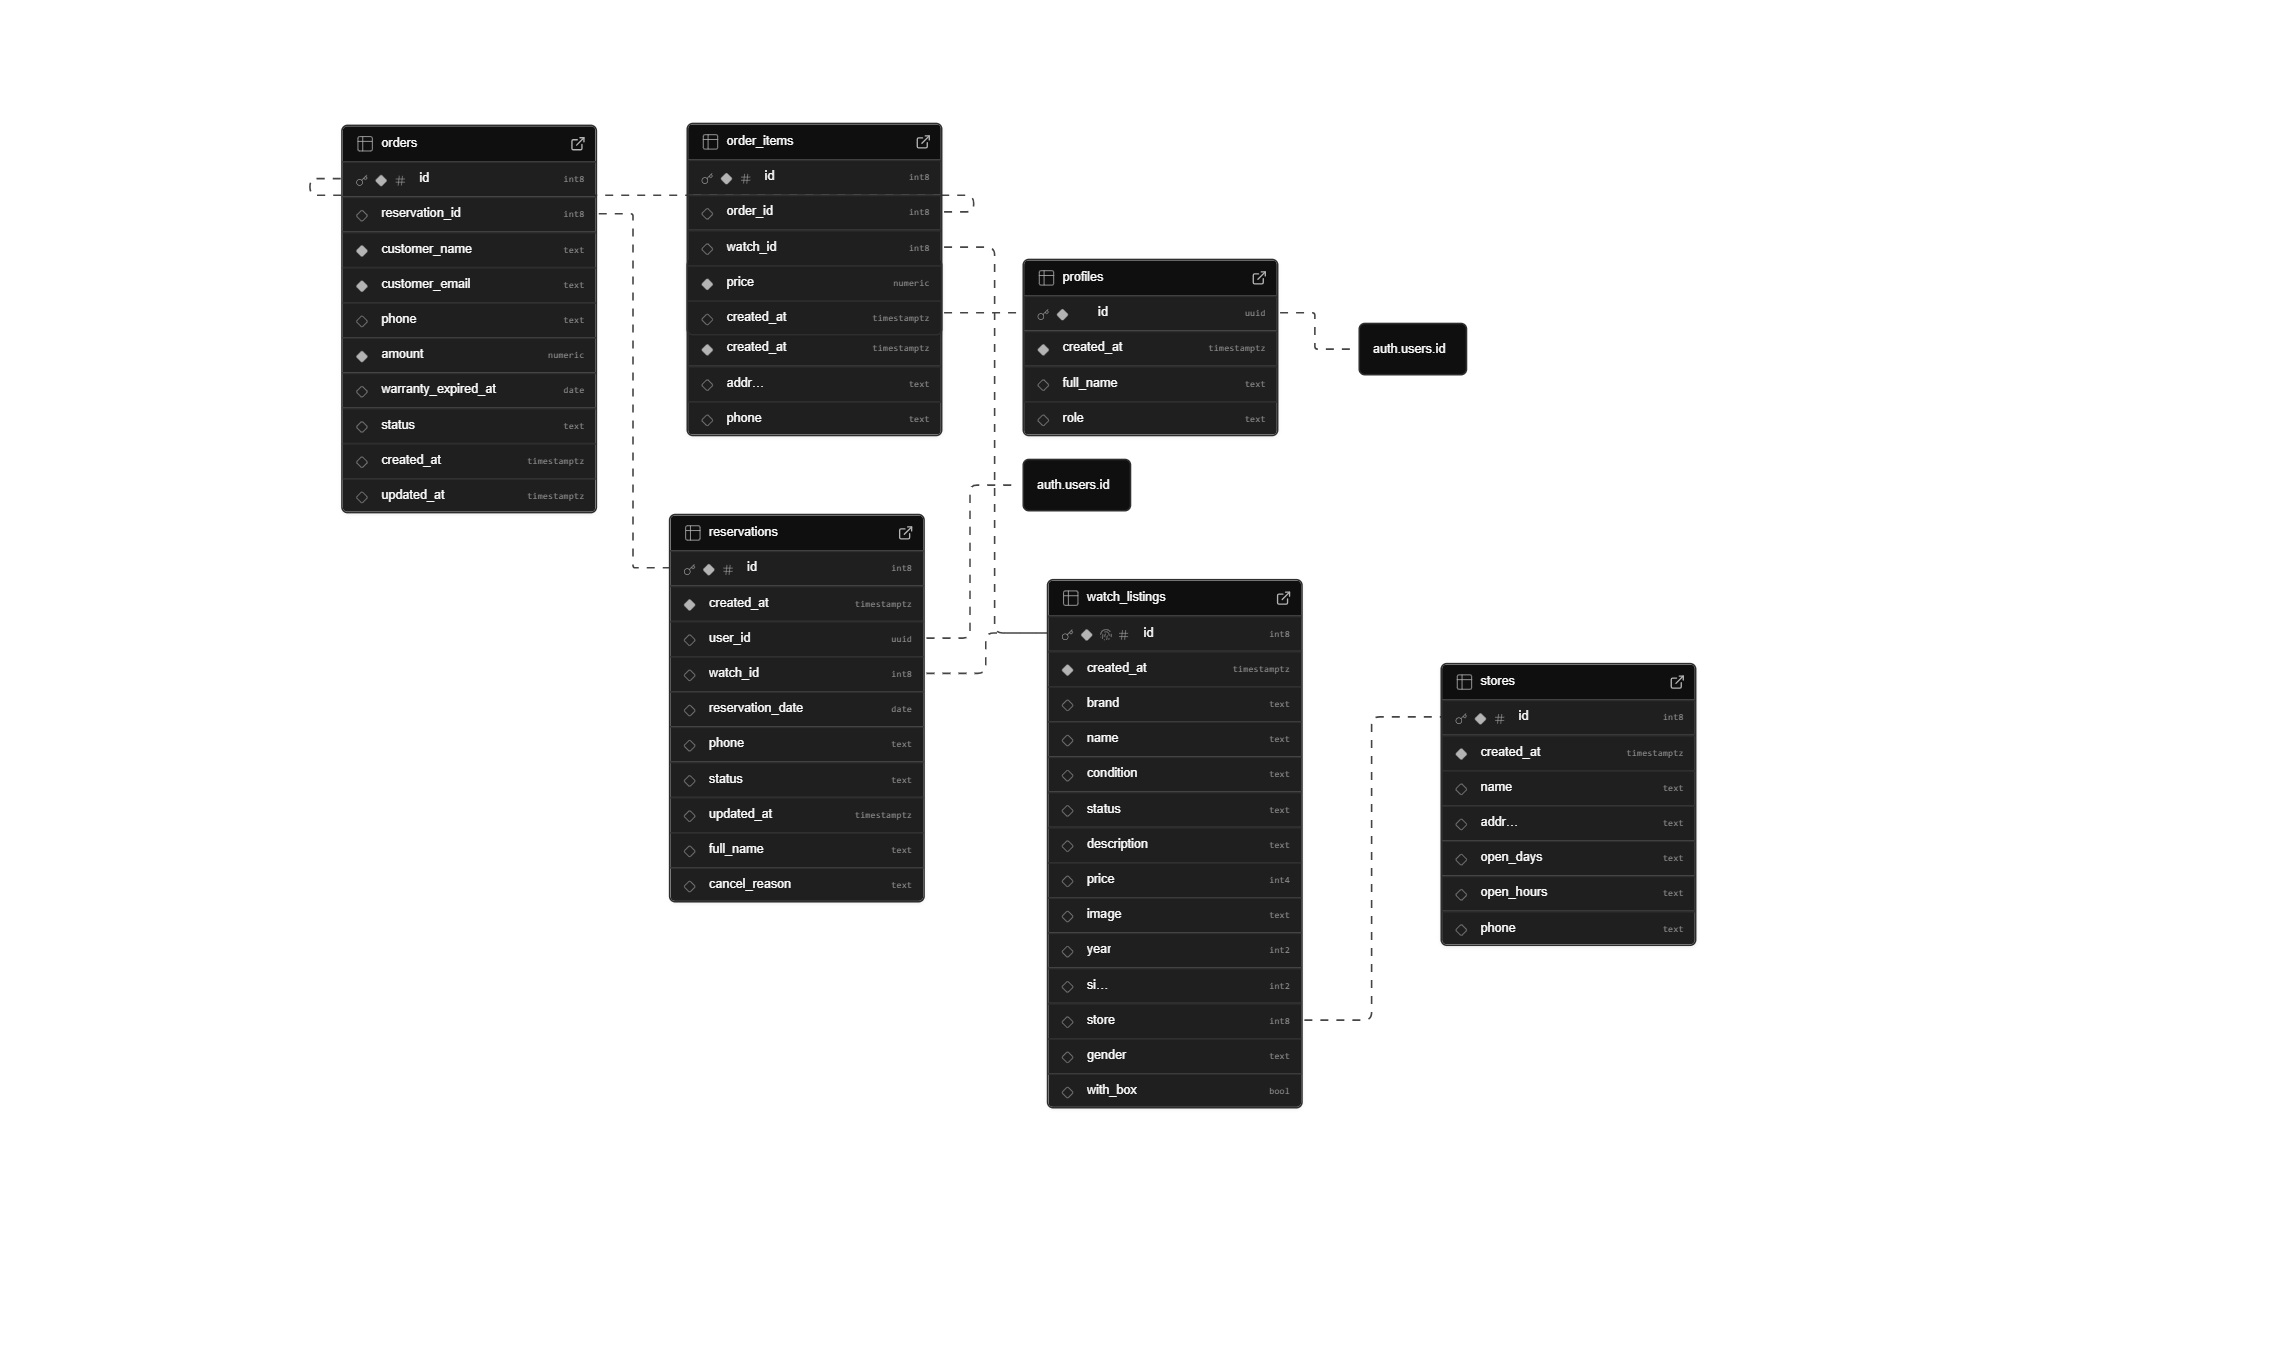 orders
id int8
reservation_id int8
customer_name text
customer_email text
phone text
amount numeric
warranty_expired_at date
status text
created_at timestamptz
updated_at timestamptz
order_items
id int8
order_id int8
watch_id int8
price numeric
created_at timestamptz
created_at timestamptz
addr... text
phone text
profiles
id uuid
created_at timestamptz
full_name text
role text
auth.users.id
auth.users.id
reservations
id int8
created_at timestamptz
user_id uuid
watch_id int8
reservation_date date
phone text
status text
updated_at timestamptz
full_name text
cancel_reason text
watch_listings
id int8
created_at timestamptz
brand text
name text
condition text
status text
description text
price int4
image text
year int2
si... int2
store int8
gender text
with_box bool
stores
id int8
created_at timestamptz
name text
addr... text
open_days text
open_hours text
phone text